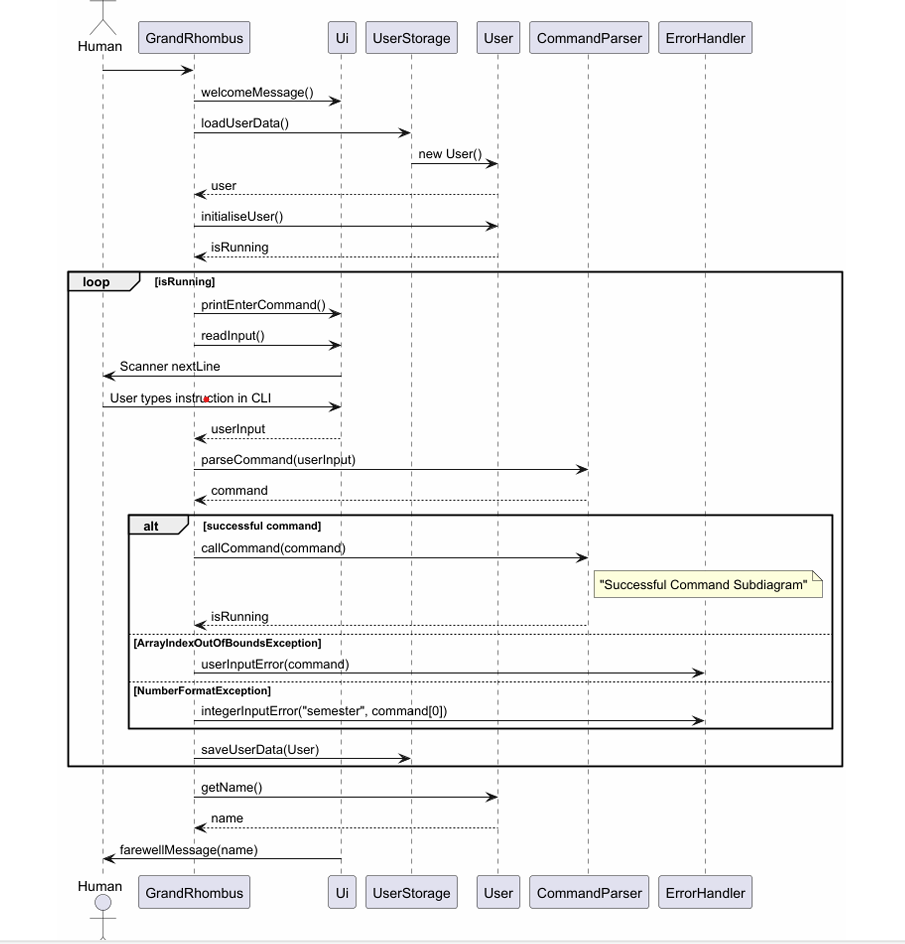 Human
GrandRhombus
Ui
UserStorage
User
CommandParser
ErrorHandler
welcomeMessage()
loadUserData()
new User()
user
initialiseUser()
isRunning
loop
[isRunning]
printEnterCommand()
readInput()
Scanner nextLine
User types instruction in CLI
userInput
parseCommand(userInput)
command
alt
[successful command]
callCommand(command)
"Successful Command Subdiagram"
isRunning
[ArrayIndexOutOfBoundsException]
userInputError(command)
[NumberFormatException]
integerInputError("semester", command[0])
saveUserData(User)
getName()
name
farewellMessage(name)
Human
GrandRhombus
Ui
UserStorage
User
CommandParser
ErrorHandler